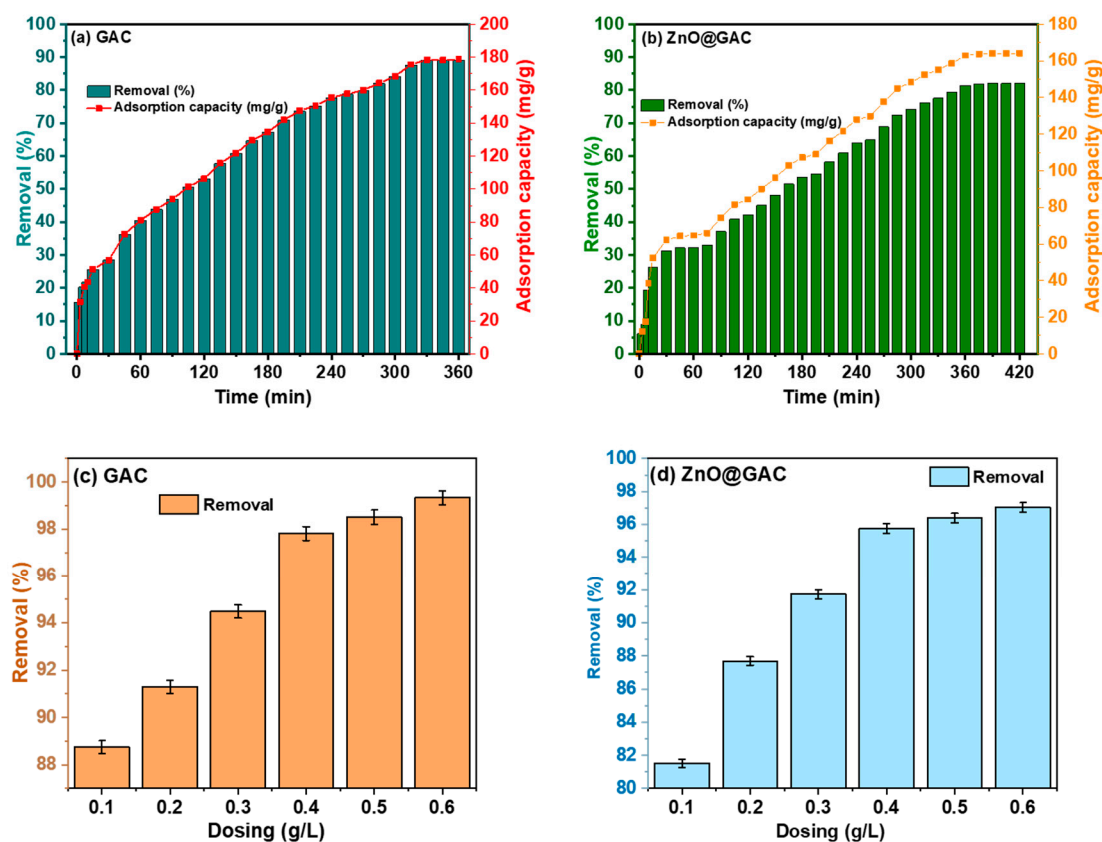 (a) GAC
Removal (%)
Adsorption capacity (mg/g)
100
90
80
70
60
50
40
30
20
10
0
Removal (%)
200
180
160
140
120
100
80
60
40
20
0
Adsorption capacity (mg/g)
0 60 120 180 240 300 360
Time (min)
(b) ZnO@GAC
Removal (%)
Adsorption capacity (mg/g)
100
90
80
70
60
50
40
30
20
10
0
Removal (%)
180
160
140
120
100
80
60
40
20
0
Adsorption capacity (mg/g)
0 60 120 180 240 300 360 420
Time (min)
(c) GAC
Removal
100
98
96
94
92
90
88
Removal (%)
0.1 0.2 0.3 0.4 0.5 0.6
Dosing (g/L)
(d) ZnO@GAC
Removal
100
98
96
94
92
90
88
86
84
82
80
Removal (%)
0.1 0.2 0.3 0.4 0.5 0.6
Dosing (g/L)